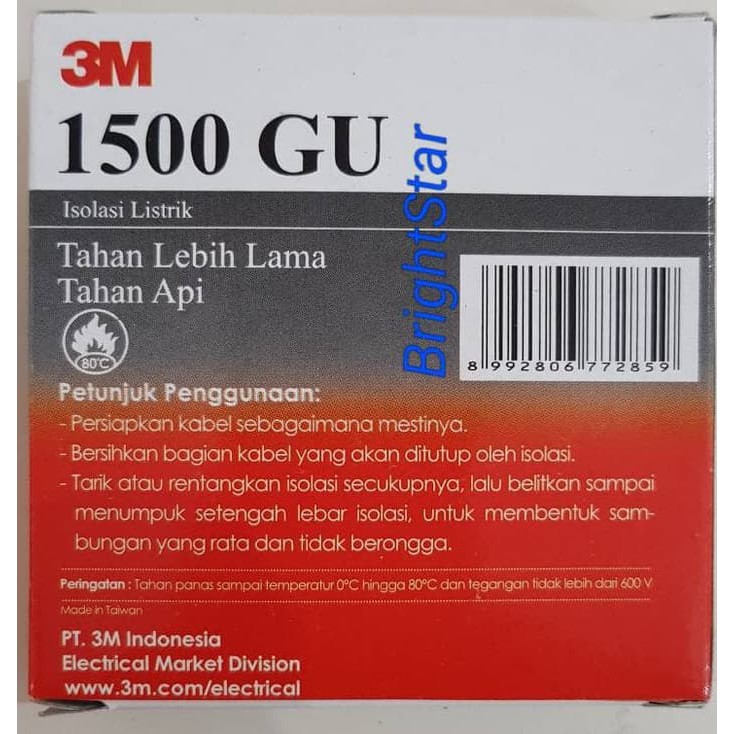 3M
1500 GU
BrightStar
Isolasi Listrik
Tahan Lebih Lama
Tahan Api
80°C
8 992806 772859
Petunjuk Penggunaan:
- Persiapkan kabel sebagaimana mestinya.
- Bersihkan bagian kabel yang akan ditutup oleh isolasi.
- Tarik atau rentangkan isolasi secukupnya, lalu belitkan sampai
menumpuk setengah lebar isolasi, untuk membentuk sam-
bungan yang rata dan tidak berongga.
Peringatan : Tahan panas sampai temperatur 0°C hingga 80°C dan tegangan tidak lebih dari 600 V
Made in Taiwan
PT. 3M Indonesia
Electrical Market Division
www.3m.com/electrical